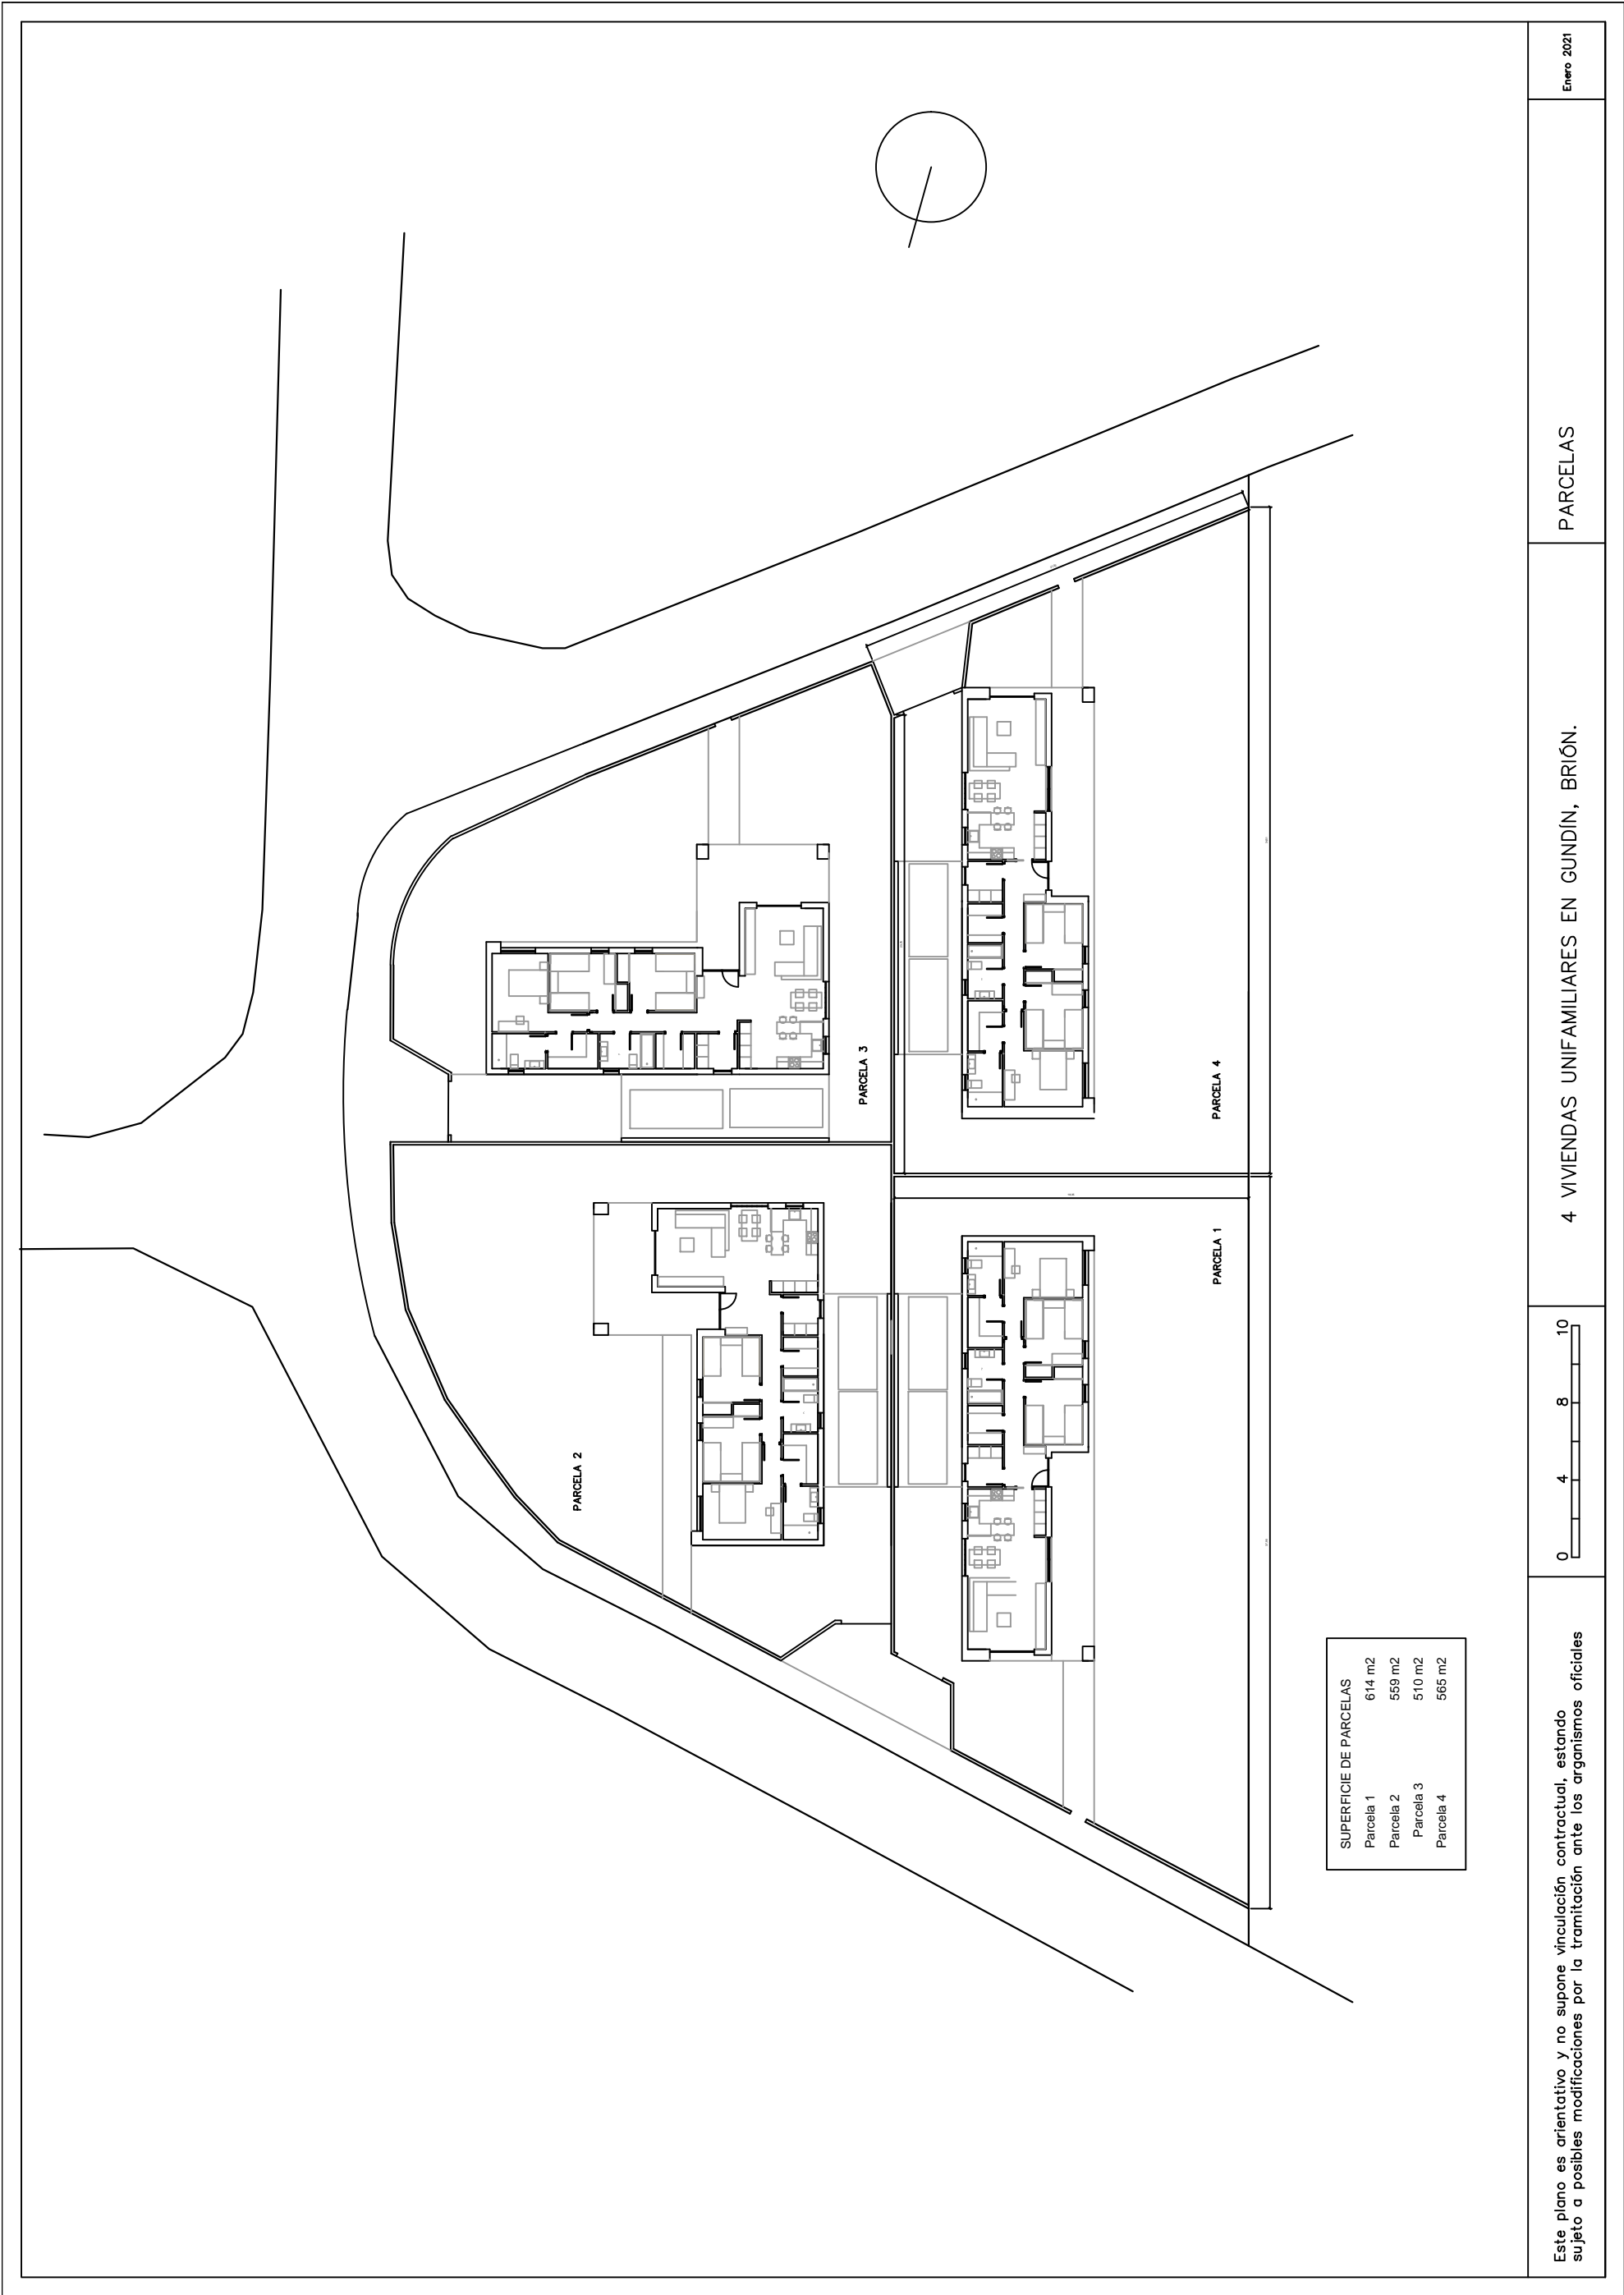 PARCELA 2
PARCELA 3
PARCELA 1
PARCELA 4
SUPERFICIE DE PARCELAS
Parcela 1 614 m2
Parcela 2 559 m2
Parcela 3 510 m2
Parcela 4 565 m2
Este plano es orientativo y no supone vinculación contractual, estando
sujeto a posibles modificaciones por la tramitación ante los organismos oficiales
0 4 8 10
4 VIVIENDAS UNIFAMILIARES EN GUNDÍN, BRIÓN.
PARCELAS
Enero 2021